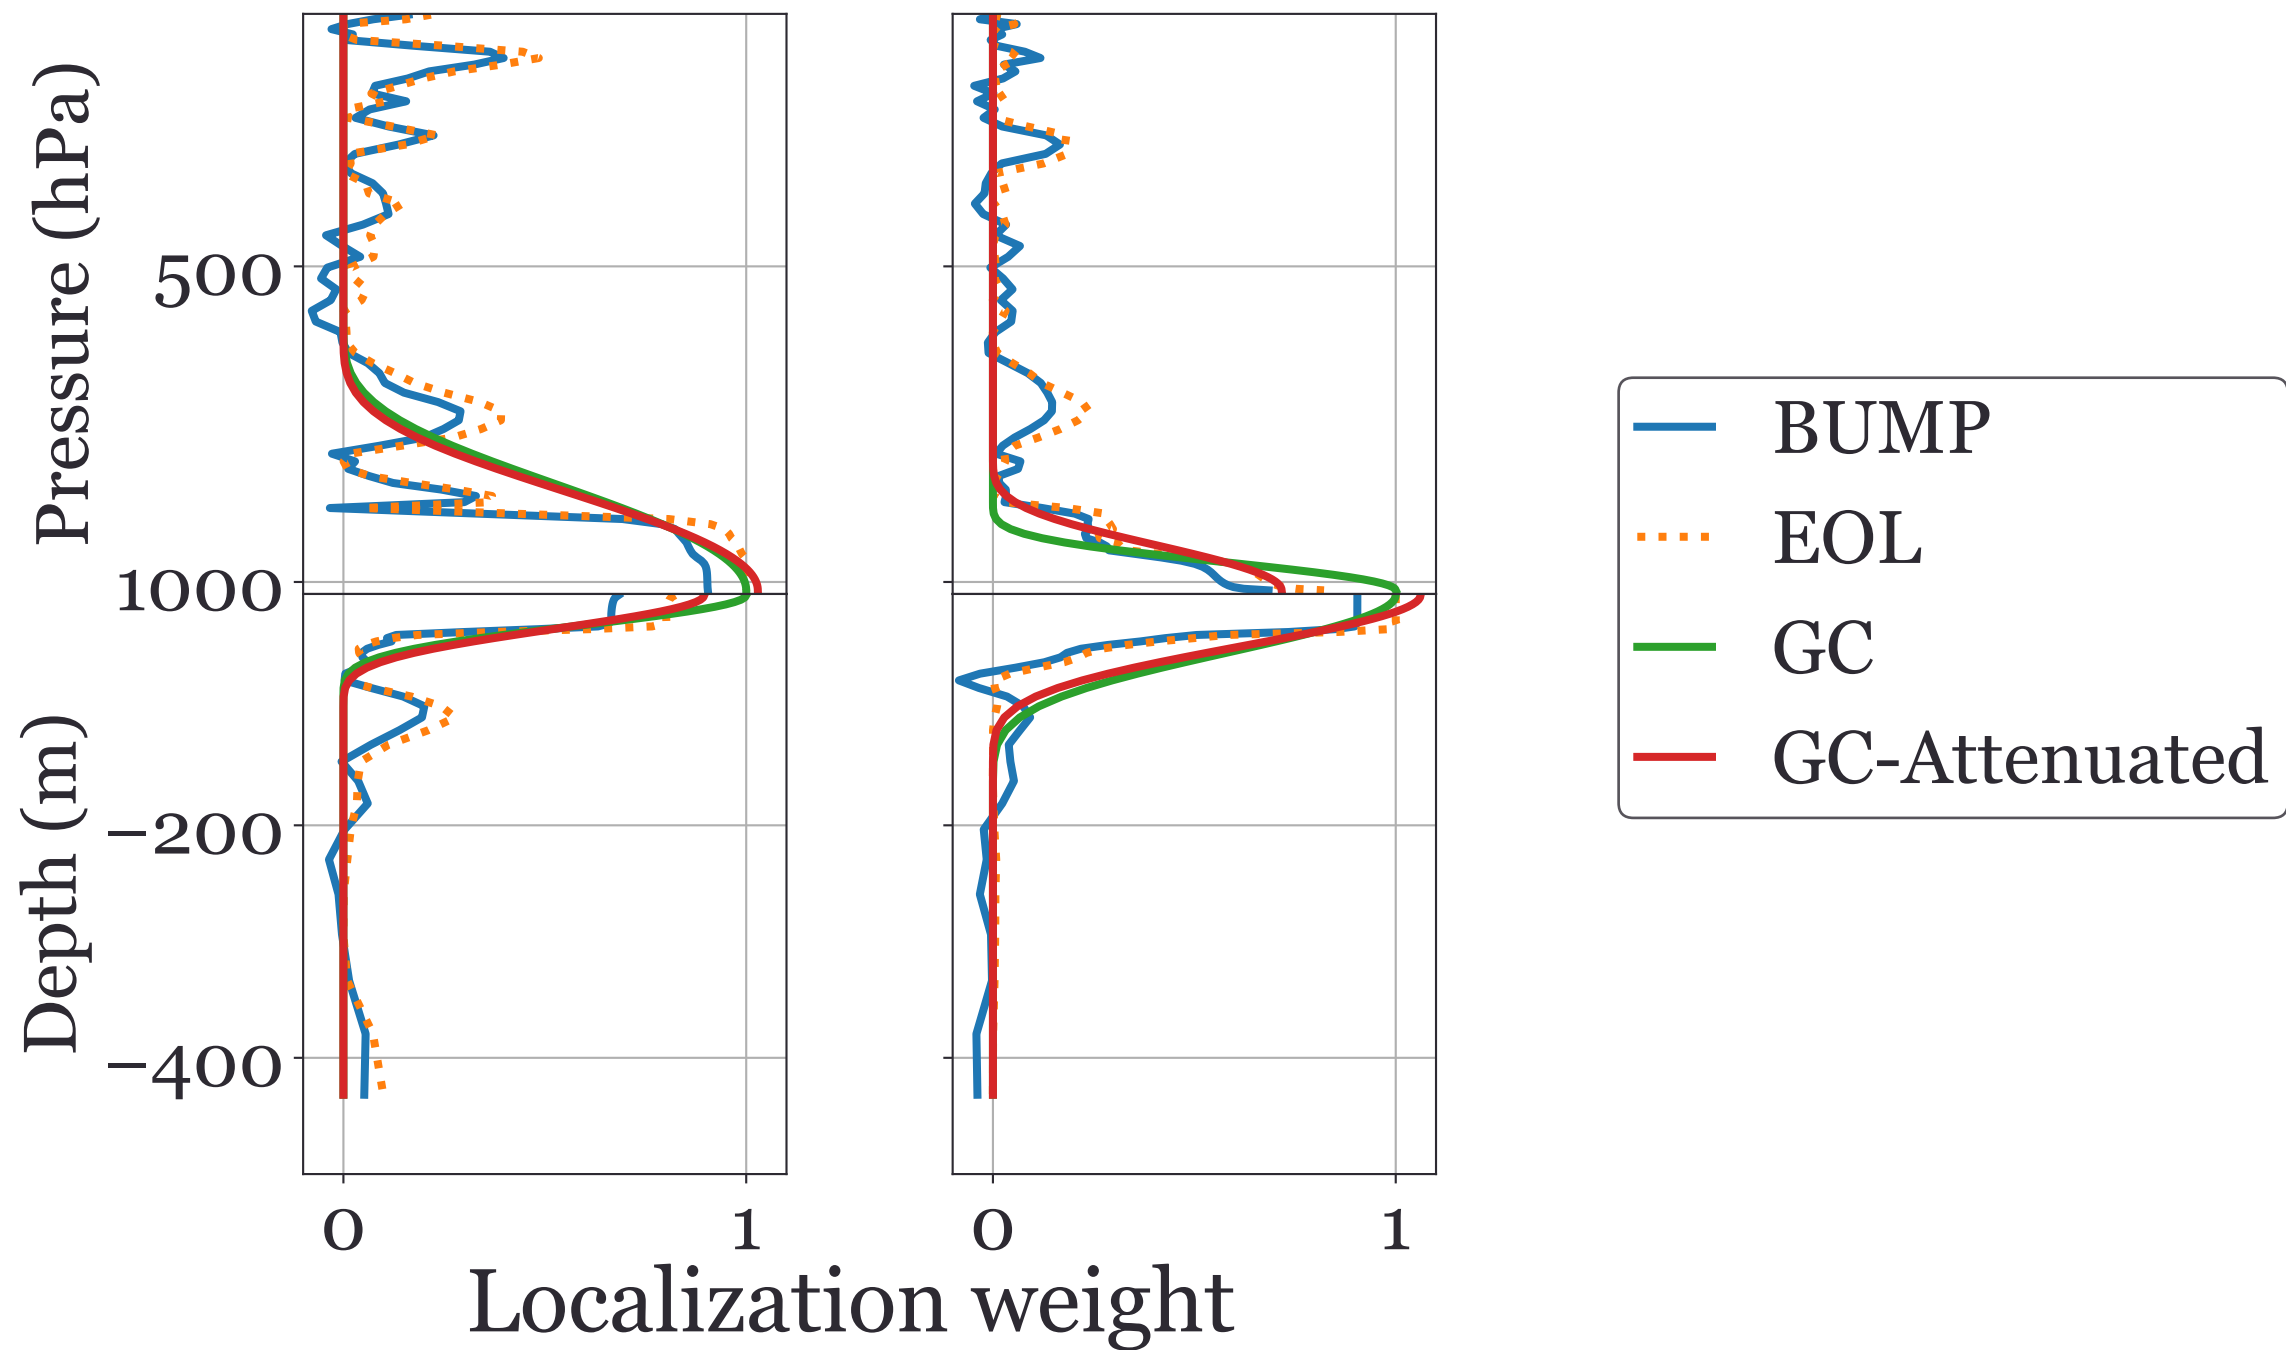 Pressure (hPa)
500
1000
Depth (m)
−200
−400
0 1
0 1
Localization weight
BUMP
EOL
GC
GC-Attenuated